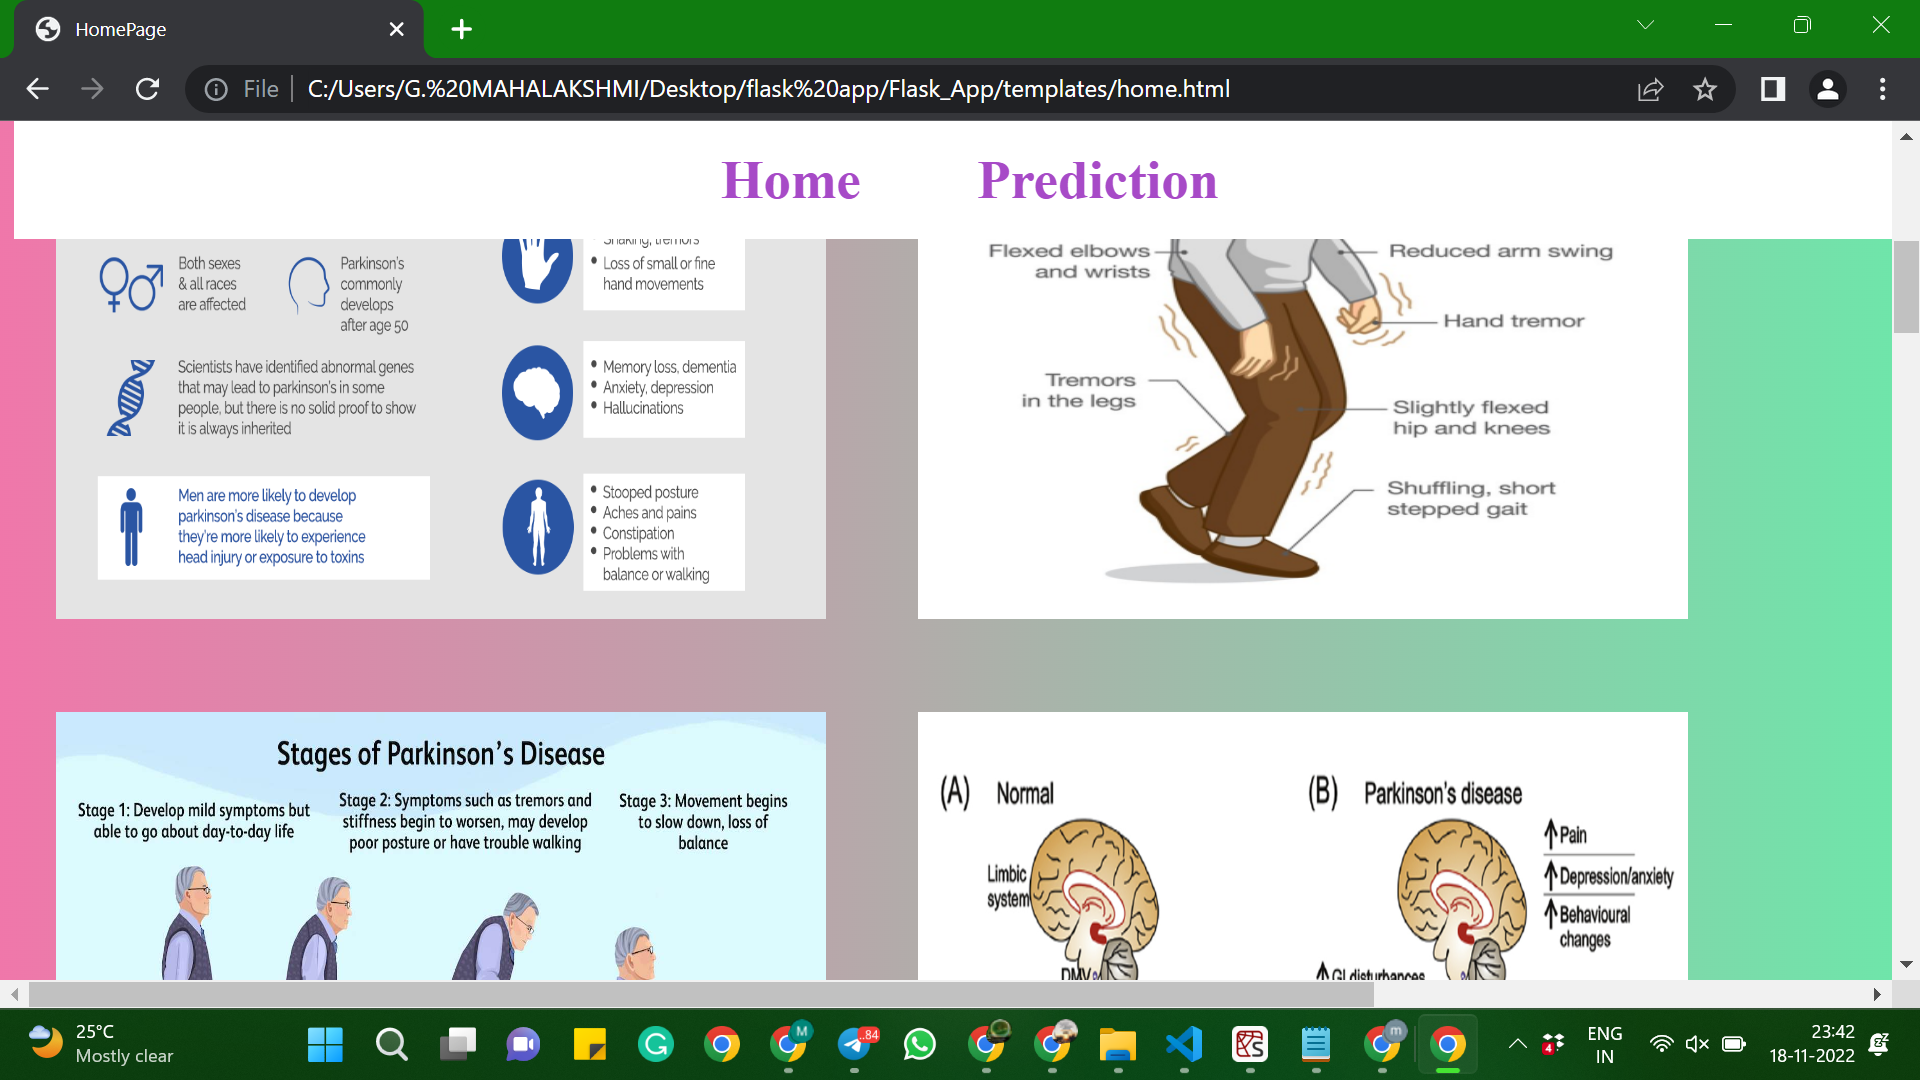 HomePage
File
C:/Users/G.%20MAHALAKSHMI/Desktop/flask%20app/Flask_App/templates/home.html
Home
Prediction
Both sexes
& all races
are affected
Parkinson's
commonly
develops
after age 50
Scientists have identified abnormal genes
that may lead to parkinson's in some
people, but there is no solid proof to show
it is always inherited
Men are more likely to develop
parkinson's disease because
they're more likely to experience
head injury or exposure to toxins
Shaking, tremors
• Loss of small or fine
hand movements
• Memory loss, dementia
• Anxiety, depression
• Hallucinations
• Stooped posture
• Aches and pains
• Constipation
• Problems with
balance or walking
Flexed elbows
and wrists
Reduced arm swing
Hand tremor
Tremors
in the legs
Slightly flexed
hip and knees
Shuffling, short
stepped gait
Stages of Parkinson's Disease
Stage 1: Develop mild symptoms but
able to go about day-to-day life
Stage 2: Symptoms such as tremors and
stiffness begin to worsen, may develop
poor posture or have trouble walking
Stage 3: Movement begins
to slow down, loss of
balance
(A) Normal
Limbic
system
DMV
(B) Parkinson's disease
Pain
Depression/anxiety
Behavioural
changes
GI disturbances
25°C
Mostly clear
M
..84
m
4
ENG
IN
23:42
18-11-2022